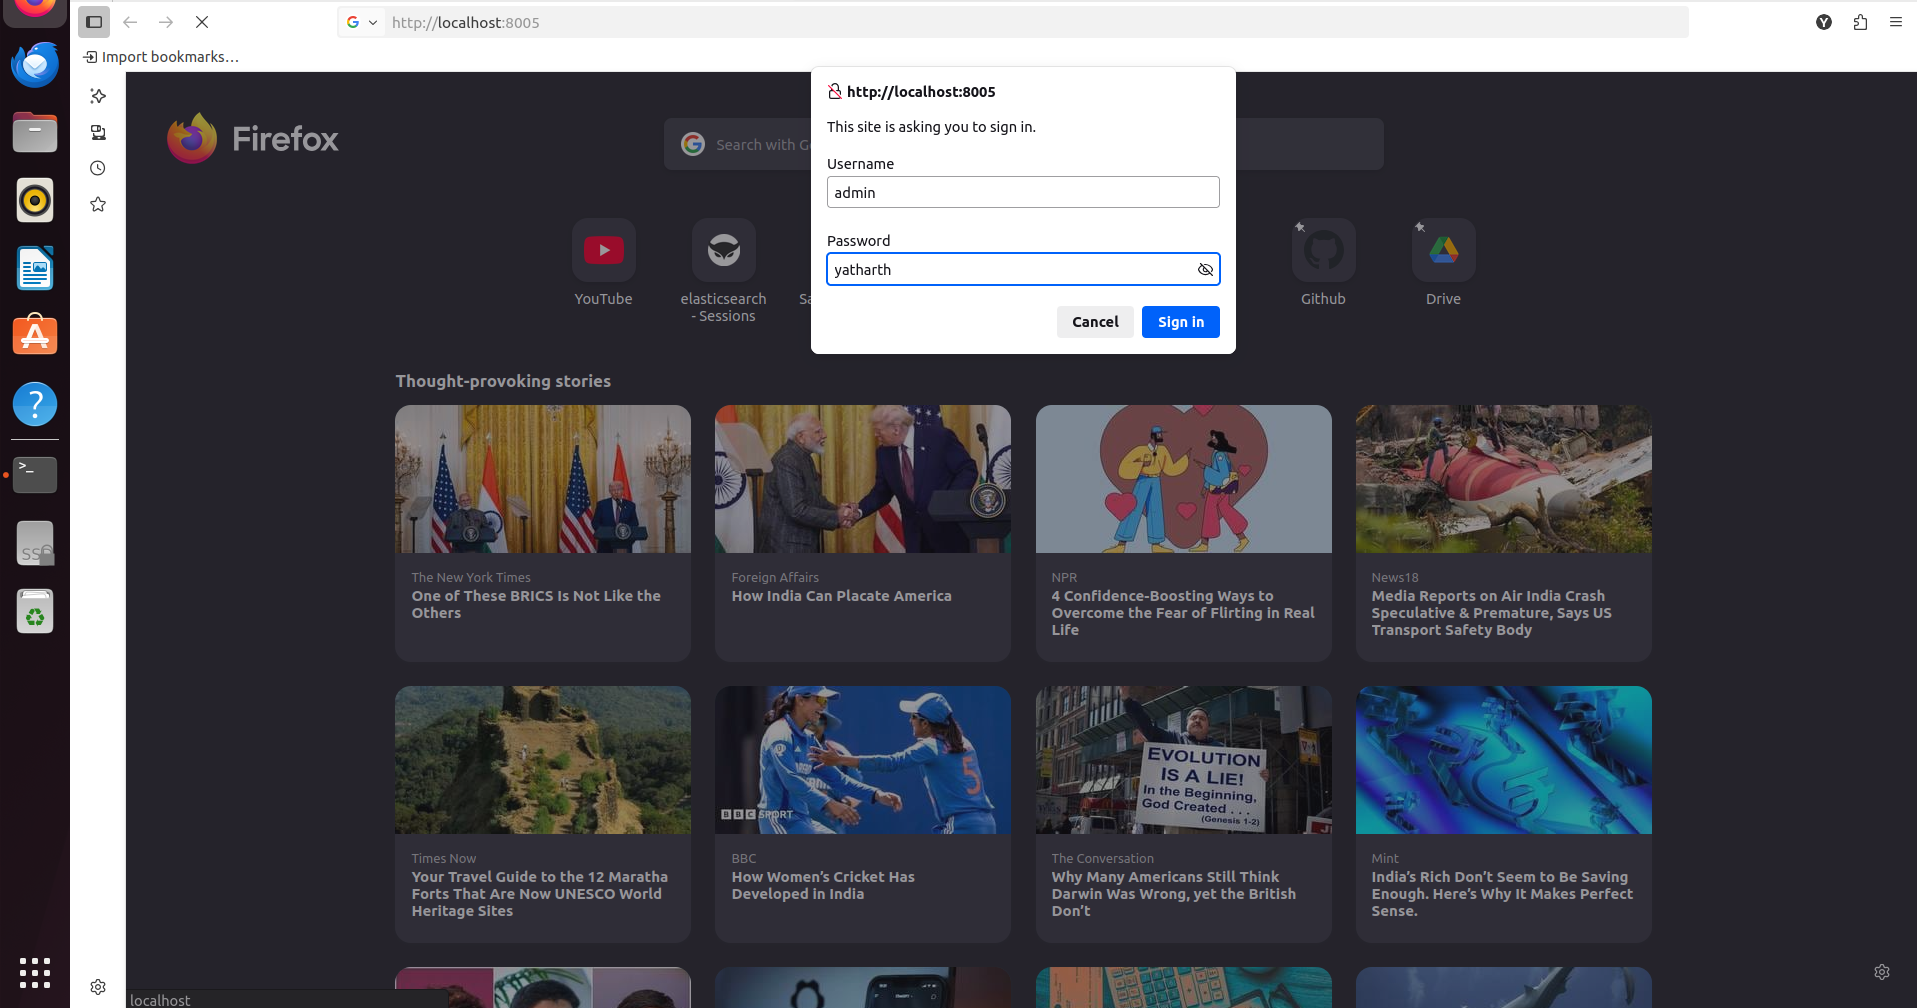 http://localhost:8005
Import bookmarks…
http://localhost:8005
This site is asking you to sign in.
Username
admin
Password
yatharth
Cancel
Sign in
Firefox
Search with G
YouTube
elasticsearch
- Sessions
Github
Drive
Thought-provoking stories
The New York Times
One of These BRICS Is Not Like the
Others
Foreign Affairs
How India Can Placate America
NPR
4 Confidence-Boosting Ways to
Overcome the Fear of Flirting in Real
Life
News18
Media Reports on Air India Crash
Speculative & Premature, Says US
Transport Safety Body
BBC SPORT
5
EVOLUTION
IS A LIE!
In the Beginning,
God Created . . .
(Genesis 1-2)
Times Now
Your Travel Guide to the 12 Maratha
Forts That Are Now UNESCO World
Heritage Sites
BBC
How Women’s Cricket Has
Developed in India
The Conversation
Why Many Americans Still Think
Darwin Was Wrong, yet the British
Don’t
Mint
India’s Rich Don’t Seem to Be Saving
Enough. Here’s Why It Makes Perfect
Sense.
localhost